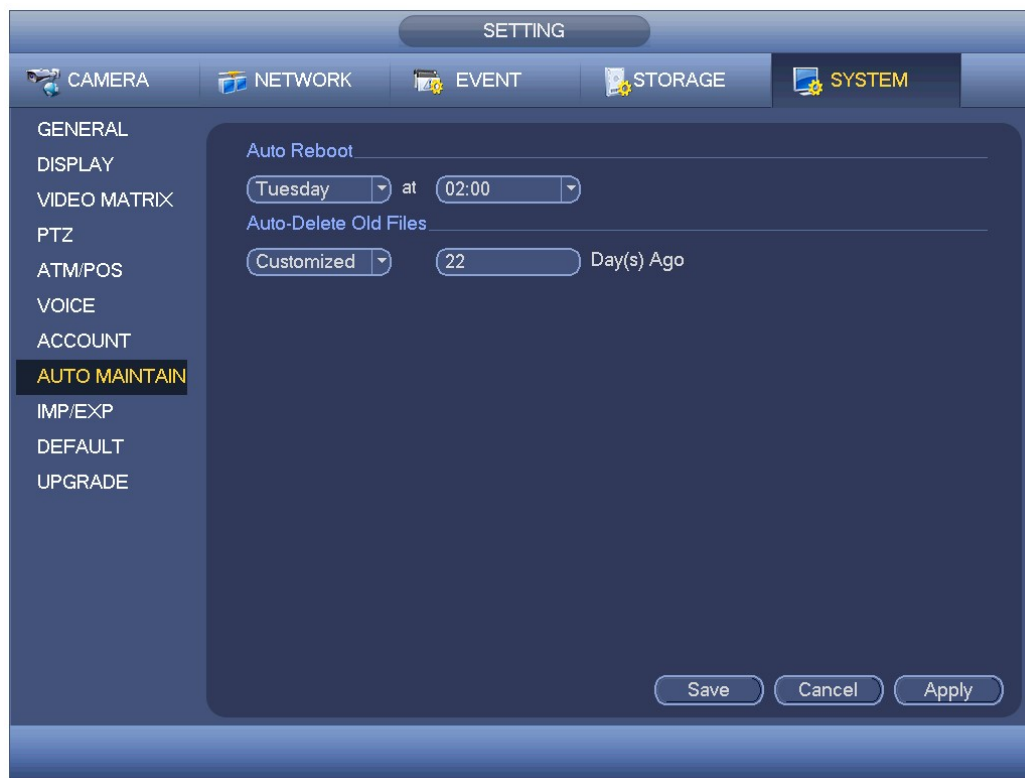 SETTING
CAMERA NETWORK EVENT STORAGE SYSTEM
GENERAL
DISPLAY
VIDEO MATRIX
PTZ
ATM/POS
VOICE
ACCOUNT
AUTO MAINTAIN
IMP/EXP
DEFAULT
UPGRADE
Auto Reboot
Tuesday at 02:00
Auto-Delete Old Files
Customized 22 Day(s) Ago
Save Cancel Apply